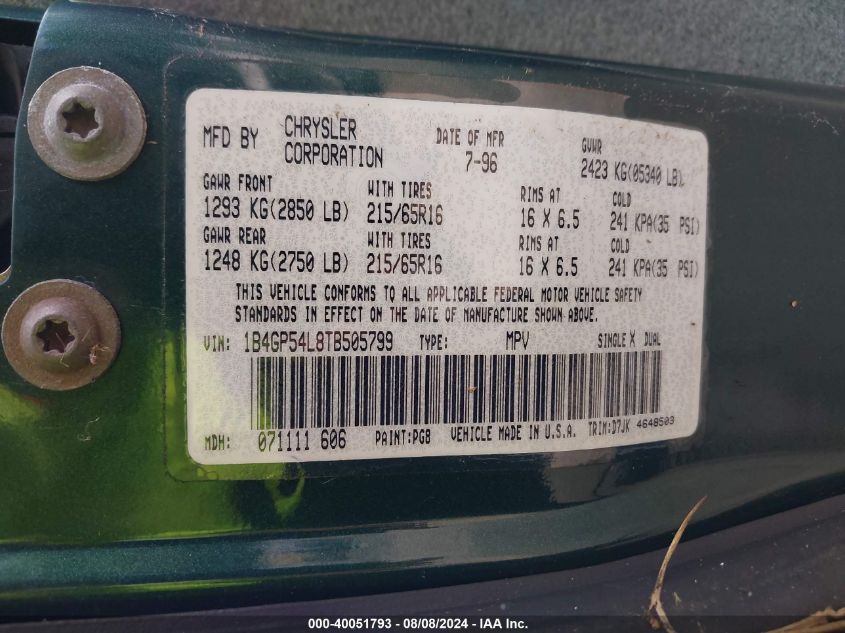 MFD BY CHRYSLER CORPORATION DATE OF MFR 7-96 GVWR 2423 KG(05340 LB)
GAWR FRONT WITH TIRES RIMS AT COLD
1293 KG(2850 LB) 215/65R16 16 X 6.5 241 KPA(35 PSI)
GAWR REAR WITH TIRES RIMS AT COLD
1248 KG(2750 LB) 215/65R16 16 X 6.5 241 KPA(35 PSI)
THIS VEHICLE CONFORMS TO ALL APPLICABLE FEDERAL MOTOR VEHICLE SAFETY
STANDARDS IN EFFECT ON THE DATE OF MANUFACTURE SHOWN ABOVE.
VIN: 1B4GP54L8TB505799 TYPE: MPV SINGLE X DUAL
MDH: 071111 606 PAINT:PG8 VEHICLE MADE IN U.S.A. TRIM:D7JK 4648503
000-40051793 - 08/08/2024 - IAA Inc.